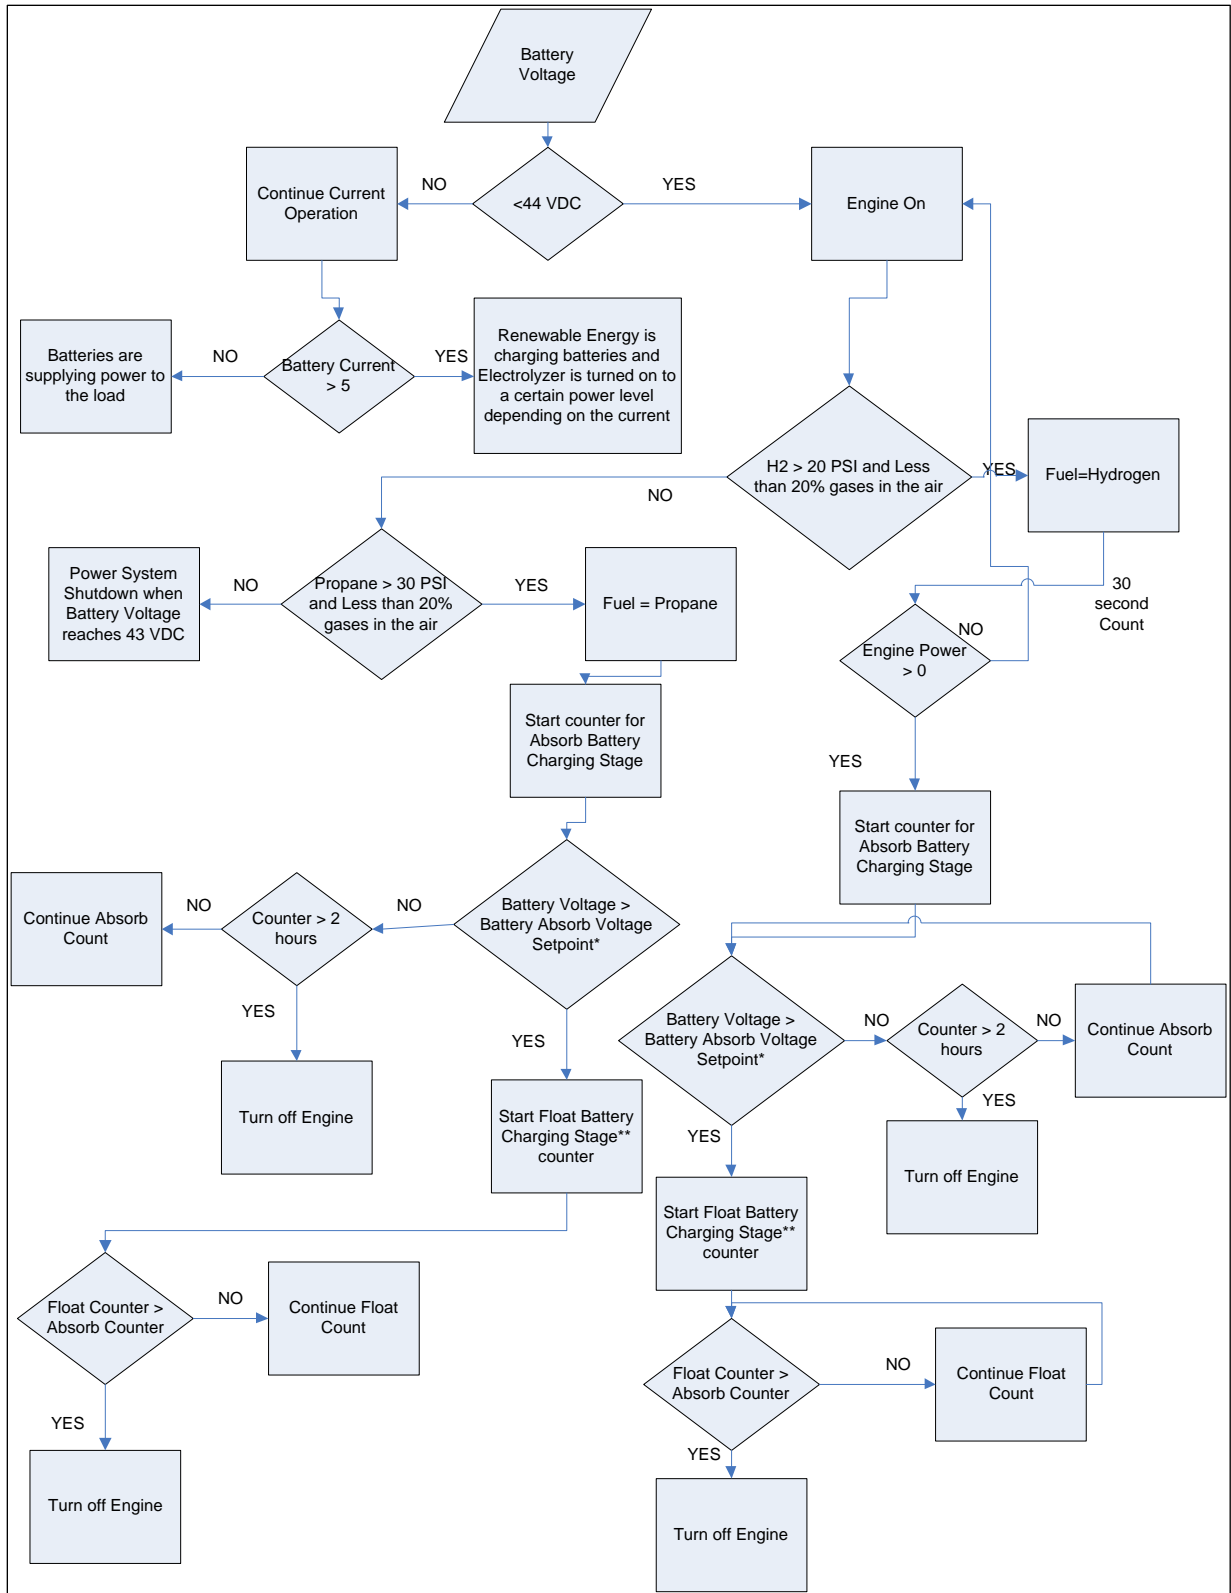 Battery
Voltage
<44 VDC
NO
YES
Continue Current
Operation
Engine On
Battery Current
> 5
NO
YES
Batteries are
supplying power to
the load
Renewable Energy is
charging batteries and
Electrolyzer is turned on to
a certain power level
depending on the current
H2 > 20 PSI and Less
than 20% gases in the air
YES
NO
Fuel=Hydrogen
Power System
Shutdown when
Battery Voltage
reaches 43 VDC
NO
Propane > 30 PSI
and Less than 20%
gases in the air
YES
Fuel = Propane
30
second
Count
Engine Power
> 0
NO
YES
Start counter for
Absorb Battery
Charging Stage
Start counter for
Absorb Battery
Charging Stage
Continue Absorb
Count
NO
Counter > 2
hours
NO
Battery Voltage >
Battery Absorb Voltage
Setpoint*
YES
YES
Turn off Engine
Start Float Battery
Charging Stage**
counter
Battery Voltage >
Battery Absorb Voltage
Setpoint*
NO
Counter > 2
hours
NO
Continue Absorb
Count
YES
YES
Turn off Engine
Start Float Battery
Charging Stage**
counter
Float Counter >
Absorb Counter
NO
Continue Float
Count
YES
Turn off Engine
Float Counter >
Absorb Counter
NO
Continue Float
Count
YES
Turn off Engine